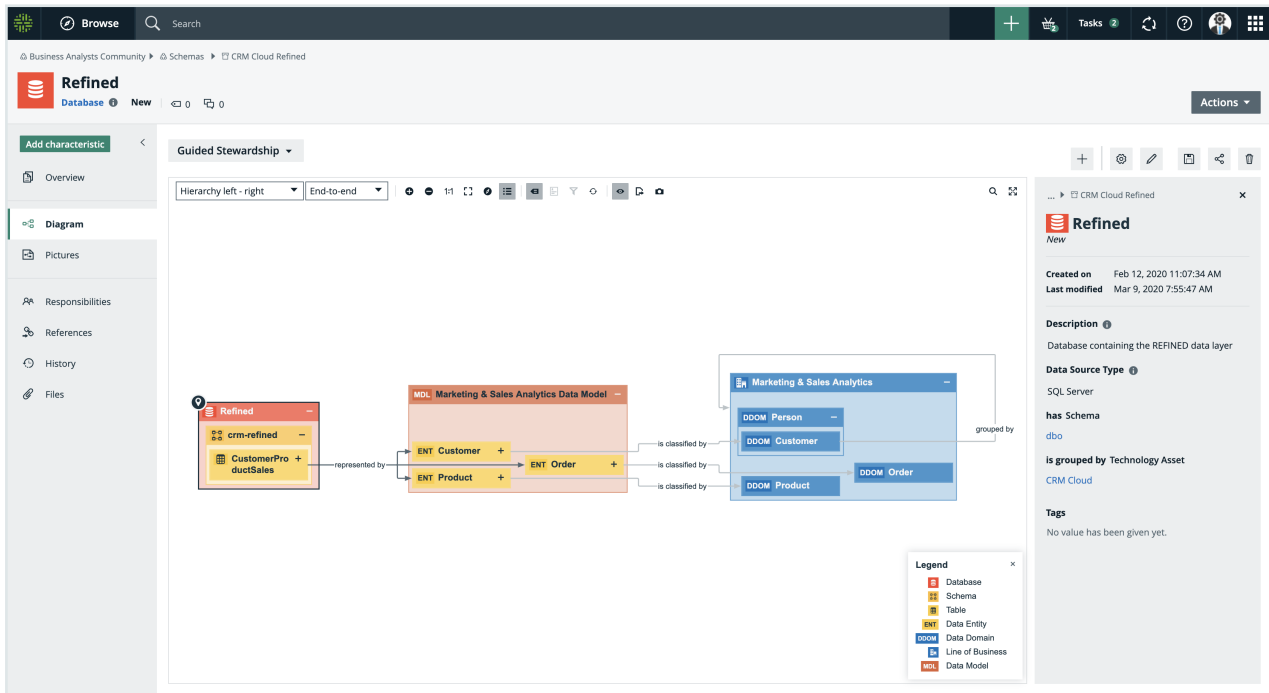 Browse
Search
2
Tasks 2
Business Analysts Community
Schemas
CRM Cloud Refined
Refined
Database
New
0
0
Actions
Add characteristic
Overview
Diagram
Pictures
Responsibilities
References
History
Files
Guided Stewardship
Hierarchy left - right
End-to-end
1:1
Refined
crm-refined
CustomerPro
ductSales
represented by
MDL Marketing & Sales Analytics Data Model
ENT Customer
ENT Order
ENT Product
is classified by
is classified by
is classified by
Marketing & Sales Analytics
DDOM Person
DDOM Customer
DDOM Order
DDOM Product
grouped by
Legend
Database
Schema
Table
ENT Data Entity
DDOM Data Domain
Line of Business
MDL Data Model
... CRM Cloud Refined
Refined
New
Created on Feb 12, 2020 11:07:34 AM
Last modified Mar 9, 2020 7:55:47 AM
Description
Database containing the REFINED data layer
Data Source Type
SQL Server
has Schema
dbo
is grouped by Technology Asset
CRM Cloud
Tags
No value has been given yet.